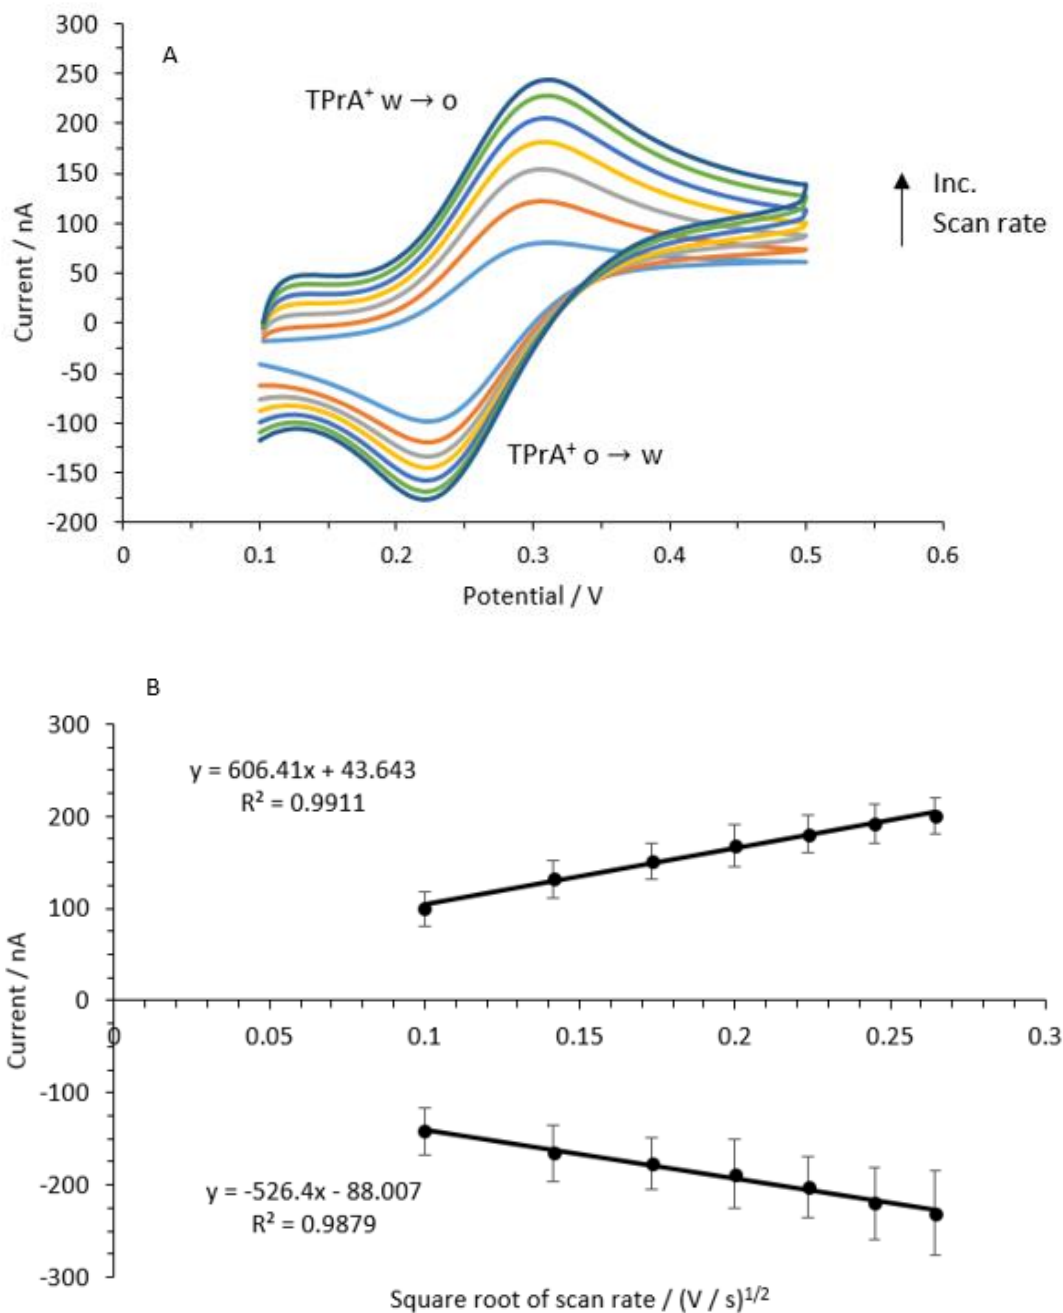 300
A
250
TPrA⁺ w → o
200
150
Inc.
Scan rate
100
50
0
-50
-100
TPrA⁺ o → w
-150
-200
0 0.1 0.2 0.3 0.4 0.5 0.6
Current / nA
Potential / V
B
300
y = 606.41x + 43.643
R² = 0.9911
200
100
0
0 0.05 0.1 0.15 0.2 0.25 0.3
Current / nA
-100
y = -526.4x - 88.007
R² = 0.9879
-200
-300
Square root of scan rate / (V / s)^1/2